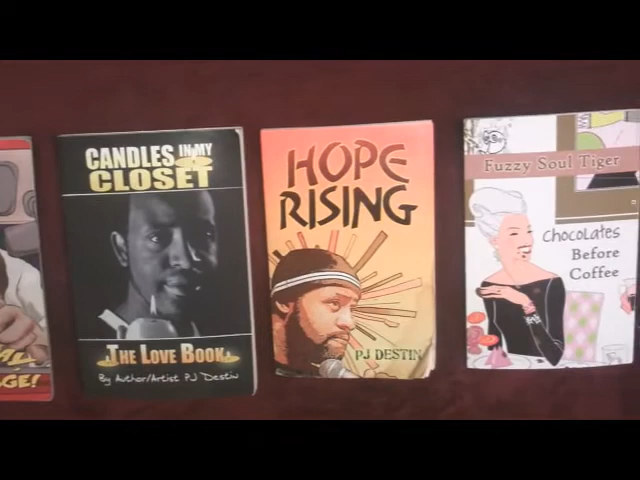 GE!
CANDLES IN MY
CLOSET
THE LOVE BOOK
By Author/Artist PJ Destin
HOPE
RISING
PJ DESTIN
Fuzzy Soul Tiger
Chocolates
Before
Coffee